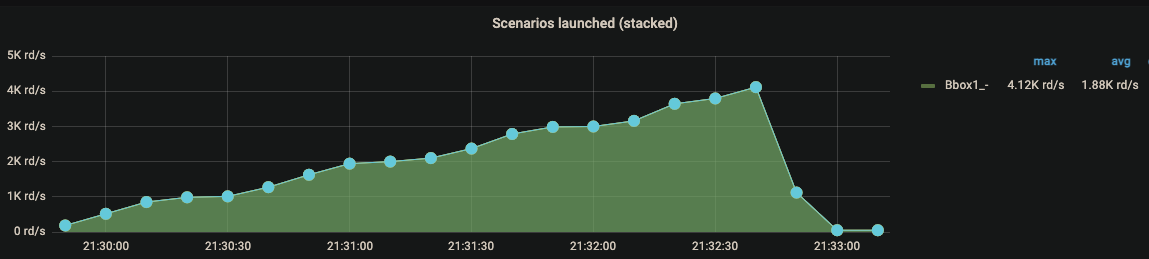 Scenarios launched (stacked)
5K rd/s
4K rd/s
3K rd/s
2K rd/s
1K rd/s
0 rd/s
21:30:00 21:30:30 21:31:00 21:31:30 21:32:00 21:32:30 21:33:00
max avg
Bbox1_- 4.12K rd/s 1.88K rd/s